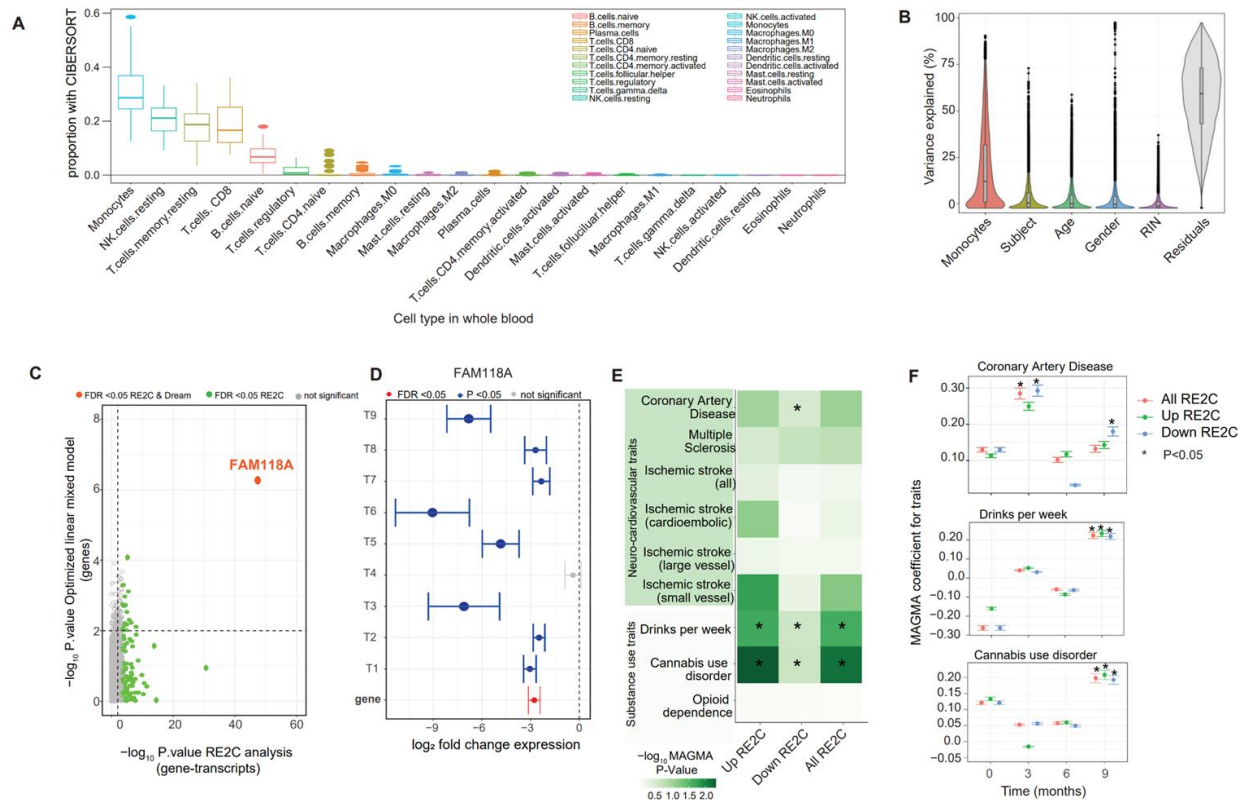 A
proportion with CIBERSORT
0.6
0.4
0.2
0.0
B.cells.naive
B.cells.memory
Plasma.cells
T.cells.CD8
T.cells.CD4.naive
T.cells.CD4.memory.resting
T.cells.CD4.memory.activated
T.cells.follicular.helper
T.cells.regulatory
T.cells.gamma.delta
NK.cells.resting
NK.cells.activated
Monocytes
Macrophages.M0
Macrophages.M1
Macrophages.M2
Dendritic.cells.resting
Dendritic.cells.activated
Mast.cells.resting
Mast.cells.activated
Eosinophils
Neutrophils
Monocytes
NK.cells.resting
T.cells.memory.resting
T.cells. CD8
B.cells.naive
T.cells.regulatory
T.cells.CD4.naive
B.cells.memory
Macrophages.M0
Mast.cells.resting
Macrophages.M2
Plasma.cells
T.cells.CD4.memory.activated
Dendritic.cells.activated
Mast.cells.activated
T.cells.follucilular.helper
Macrophages.M1
T.cells.gamma.delta
NK.cells.activated
Dendritic.cells.resting
Eosinophils
Neutrophils
Cell type in whole blood
B
Variance explained (%)
75
50
25
0
Monocytes
Subject
Age
Gender
RIN
Residuals
C
FDR <0.05 RE2C & Dream
FDR <0.05 RE2C
not significant
−log₁₀ P.value Optimized linear mixed model
(genes)
8
6
4
2
0
FAM118A
0
20
40
60
−log₁₀ P.value RE2C analysis
(gene-transcripts)
D
FAM118A
FDR <0.05
P <0.05
not significant
T9
T8
T7
T6
T5
T4
T3
T2
T1
gene
−9
−6
−3
0
log₂ fold change expression
E
Neuro-cardiovascular traits
Coronary Artery
Disease
*
Multiple
Sclerosis
Ischemic stroke
(all)
Ischemic stroke
(cardioembolic)
Ischemic stroke
(large vessel)
Ischemic stroke
(small vessel)
Substance use traits
Drinks per week
* * *
Cannabis use
disorder
* * *
Opioid
dependence
Up RE2C
Down RE2C
All RE2C
−log₁₀ MAGMA
P-Value
0.5 1.0 1.5 2.0
F
MAGMA coefficient for traits
Coronary Artery Disease
0.30
0.20
0.10
* *
*
All RE2C
Up RE2C
Down RE2C
* P<0.05
Drinks per week
0.20
0.10
0.0
−0.10
−0.20
−0.30
* * *
Cannabis use disorder
0.20
0.15
0.10
0.05
0.0
−0.05
* * *
0
3
6
9
Time (months)